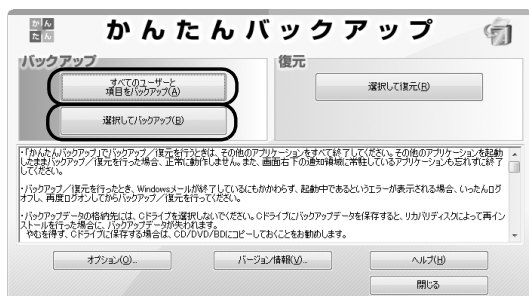 かん
たん
かんたんバックアップ
バックアップ
すべてのユーザーと
項目をバックアップ(A)
選択してバックアップ(B)
復元
選択して復元(R)
・「かんたんバックアップ」でバックアップ/復元を行うときは、その他のアプリケーションをすべて終了してください。その他のアプリケーションを起動
したままバックアップ/復元を行った場合、正常に動作しません。また、画面右下の通知領域に常駐しているアプリケーションも忘れずに終了
してください。
・バックアップ/復元を行ったとき、Windowsメールが終了しているにもかかわらず、起動中であるというエラーが表示される場合、いったんログ
オフし、再度ログオンしてからバックアップ/復元を行ってください。
・バックアップデータの格納先には、Cドライブを選択しないでください。Cドライブにバックアップデータを保存すると、リカバリディスクによって再イン
ストールを行った場合に、バックアップデータが失われます。
やむを得ず、Cドライブに保存する場合は、CD/DVD/BDにコピーしておくことをお勧めします。
オプション(O)...
バージョン情報(V)...
ヘルプ(H)
閉じる